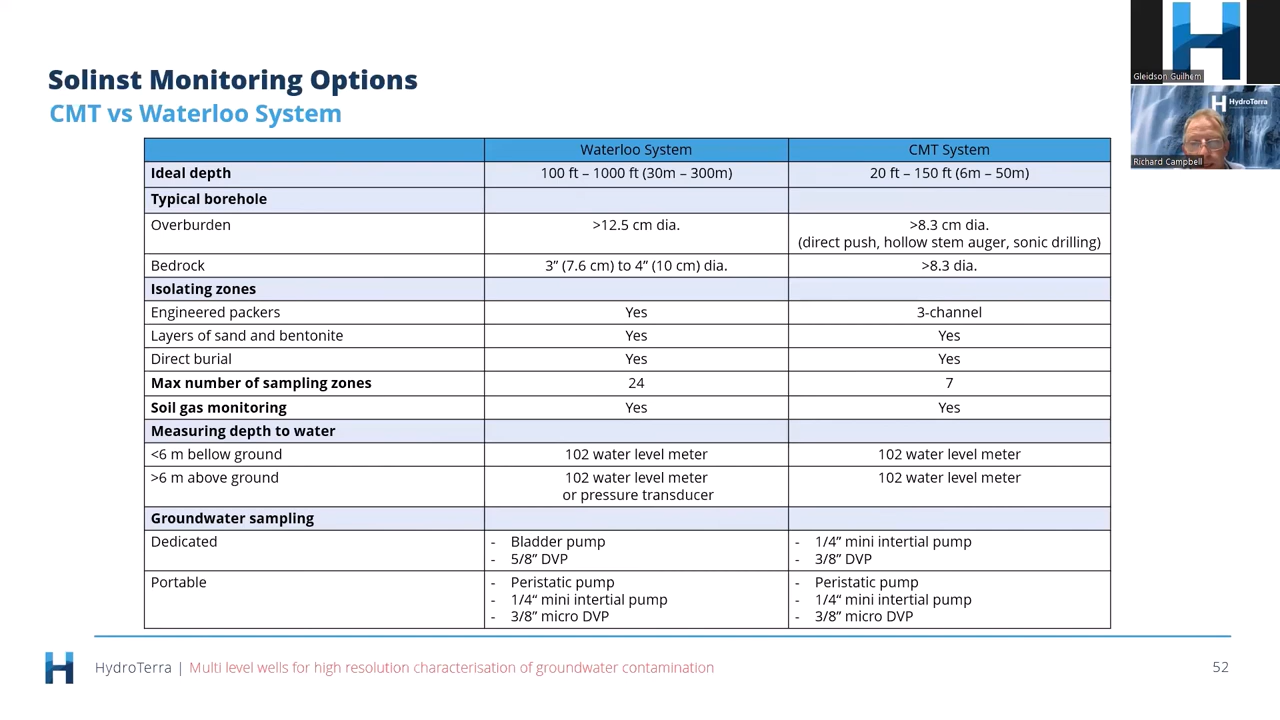 Solinst Monitoring Options
CMT vs Waterloo System
Waterloo System CMT System
Ideal depth 100 ft – 1000 ft (30m – 300m) 20 ft – 150 ft (6m – 50m)
Typical borehole
Overburden >12.5 cm dia. >8.3 cm dia.
(direct push, hollow stem auger, sonic drilling)
Bedrock 3” (7.6 cm) to 4” (10 cm) dia. >8.3 dia.
Isolating zones
Engineered packers Yes 3-channel
Layers of sand and bentonite Yes Yes
Direct burial Yes Yes
Max number of sampling zones 24 7
Soil gas monitoring Yes Yes
Measuring depth to water
<6 m bellow ground 102 water level meter 102 water level meter
>6 m above ground 102 water level meter 102 water level meter
or pressure transducer
Groundwater sampling
Dedicated - Bladder pump - 1/4” mini intertial pump
- 5/8” DVP - 3/8” DVP
Portable - Peristatic pump - Peristatic pump
- 1/4“ mini intertial pump - 1/4” mini intertial pump
- 3/8” micro DVP - 3/8” micro DVP
HydroTerra | Multi level wells for high resolution characterisation of groundwater contamination 52
Gleidson Guilhem
HydroTerra
Richard Campbell